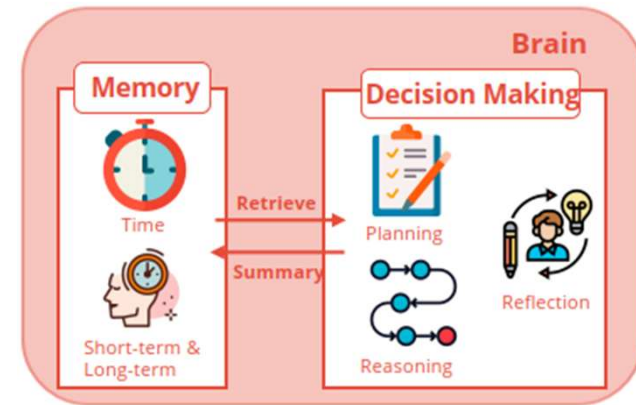 Brain
Memory
Decision Making
Time
Retrieve
Summary
Planning
Reflection
Short-term &
Long-term
Reasoning